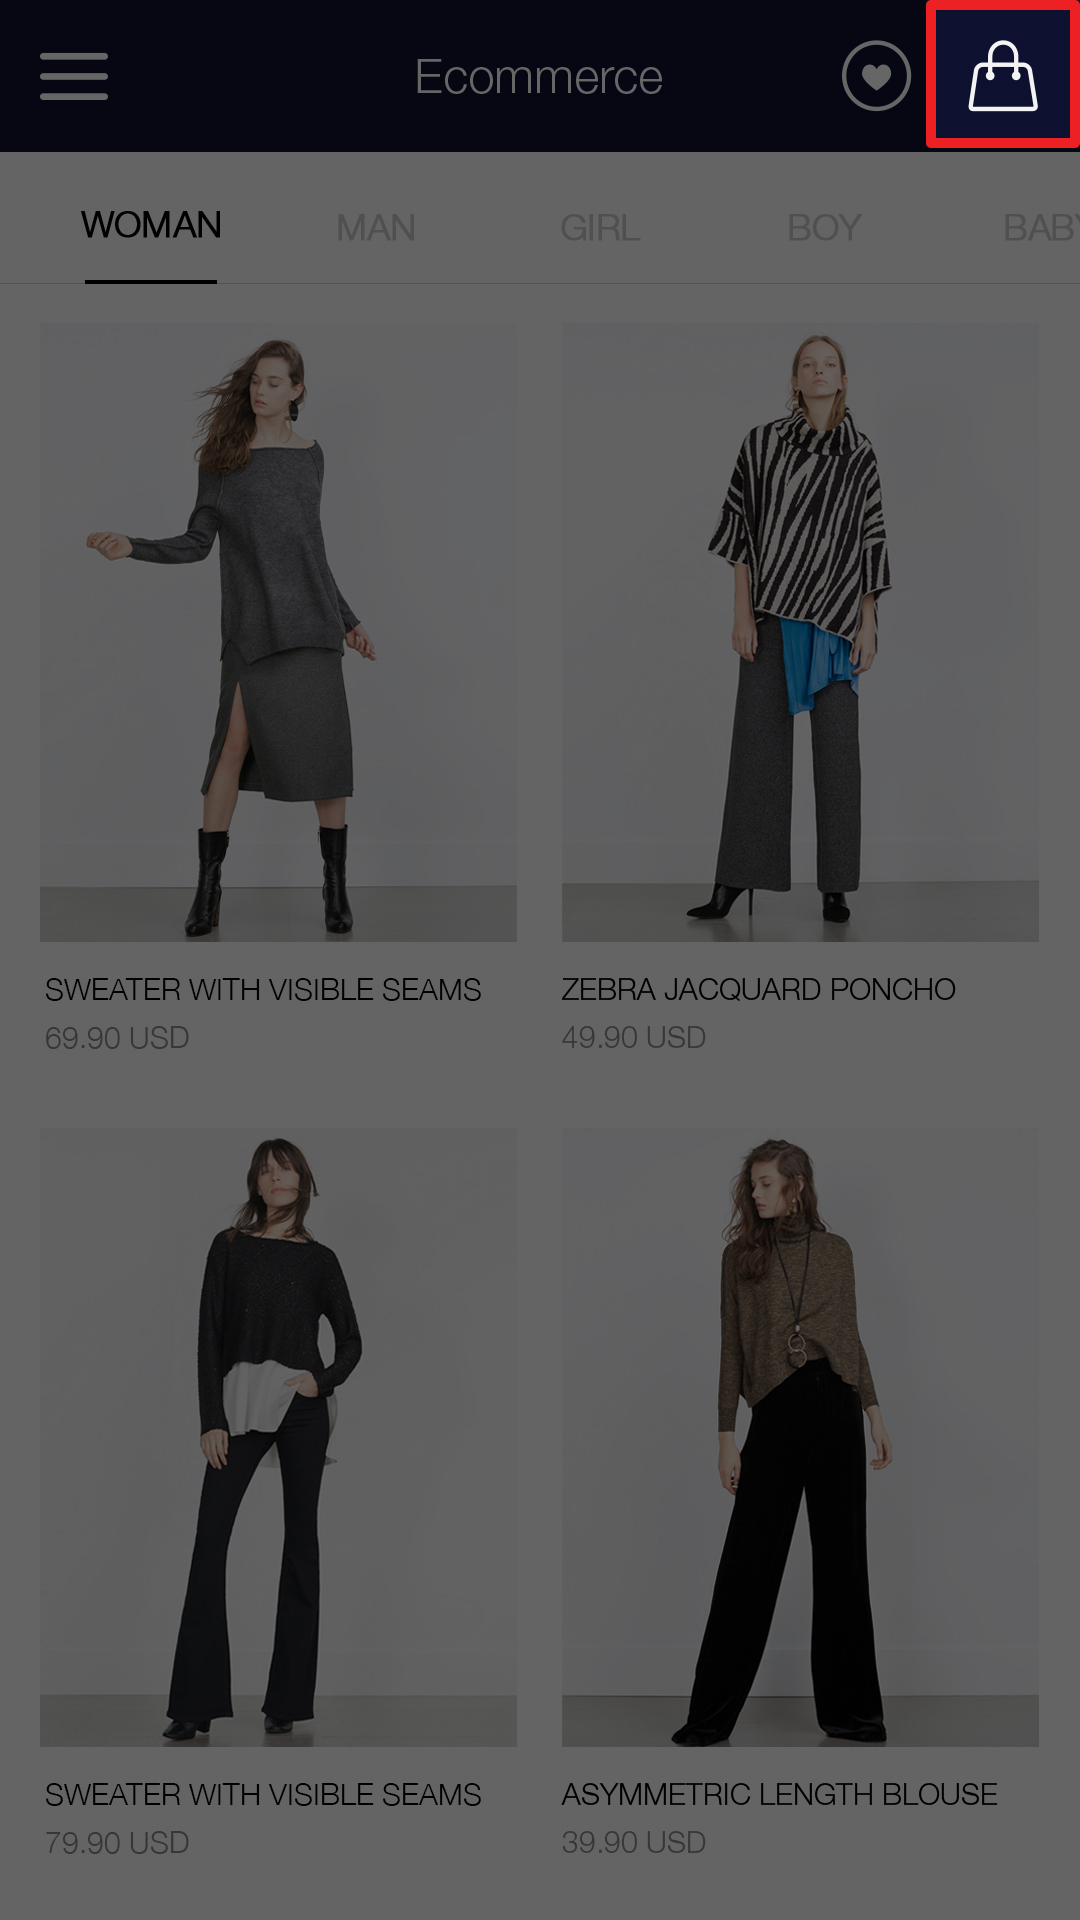 Ecommerce
WOMAN MAN GIRL BOY BABY
SWEATER WITH VISIBLE SEAMS
69.90 USD
ZEBRA JACQUARD PONCHO
49.90 USD
SWEATER WITH VISIBLE SEAMS
79.90 USD
ASYMMETRIC LENGTH BLOUSE
39.90 USD